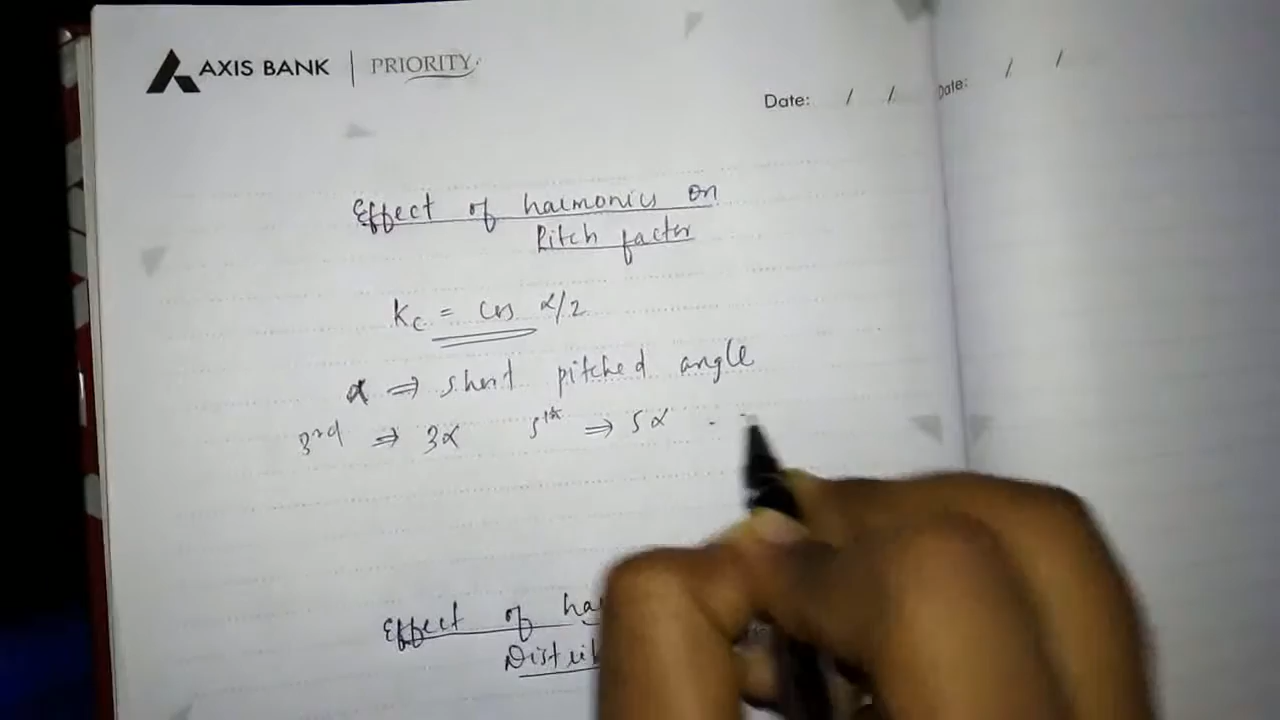 AXIS BANK | PRIORITY
Date: / /
Date: / /
Effect of harmonics on
Pitch factor
Kc = cos α/2
α ⇒ short pitched angle
3rd ⇒ 3α 5th ⇒ 5α
Effect of